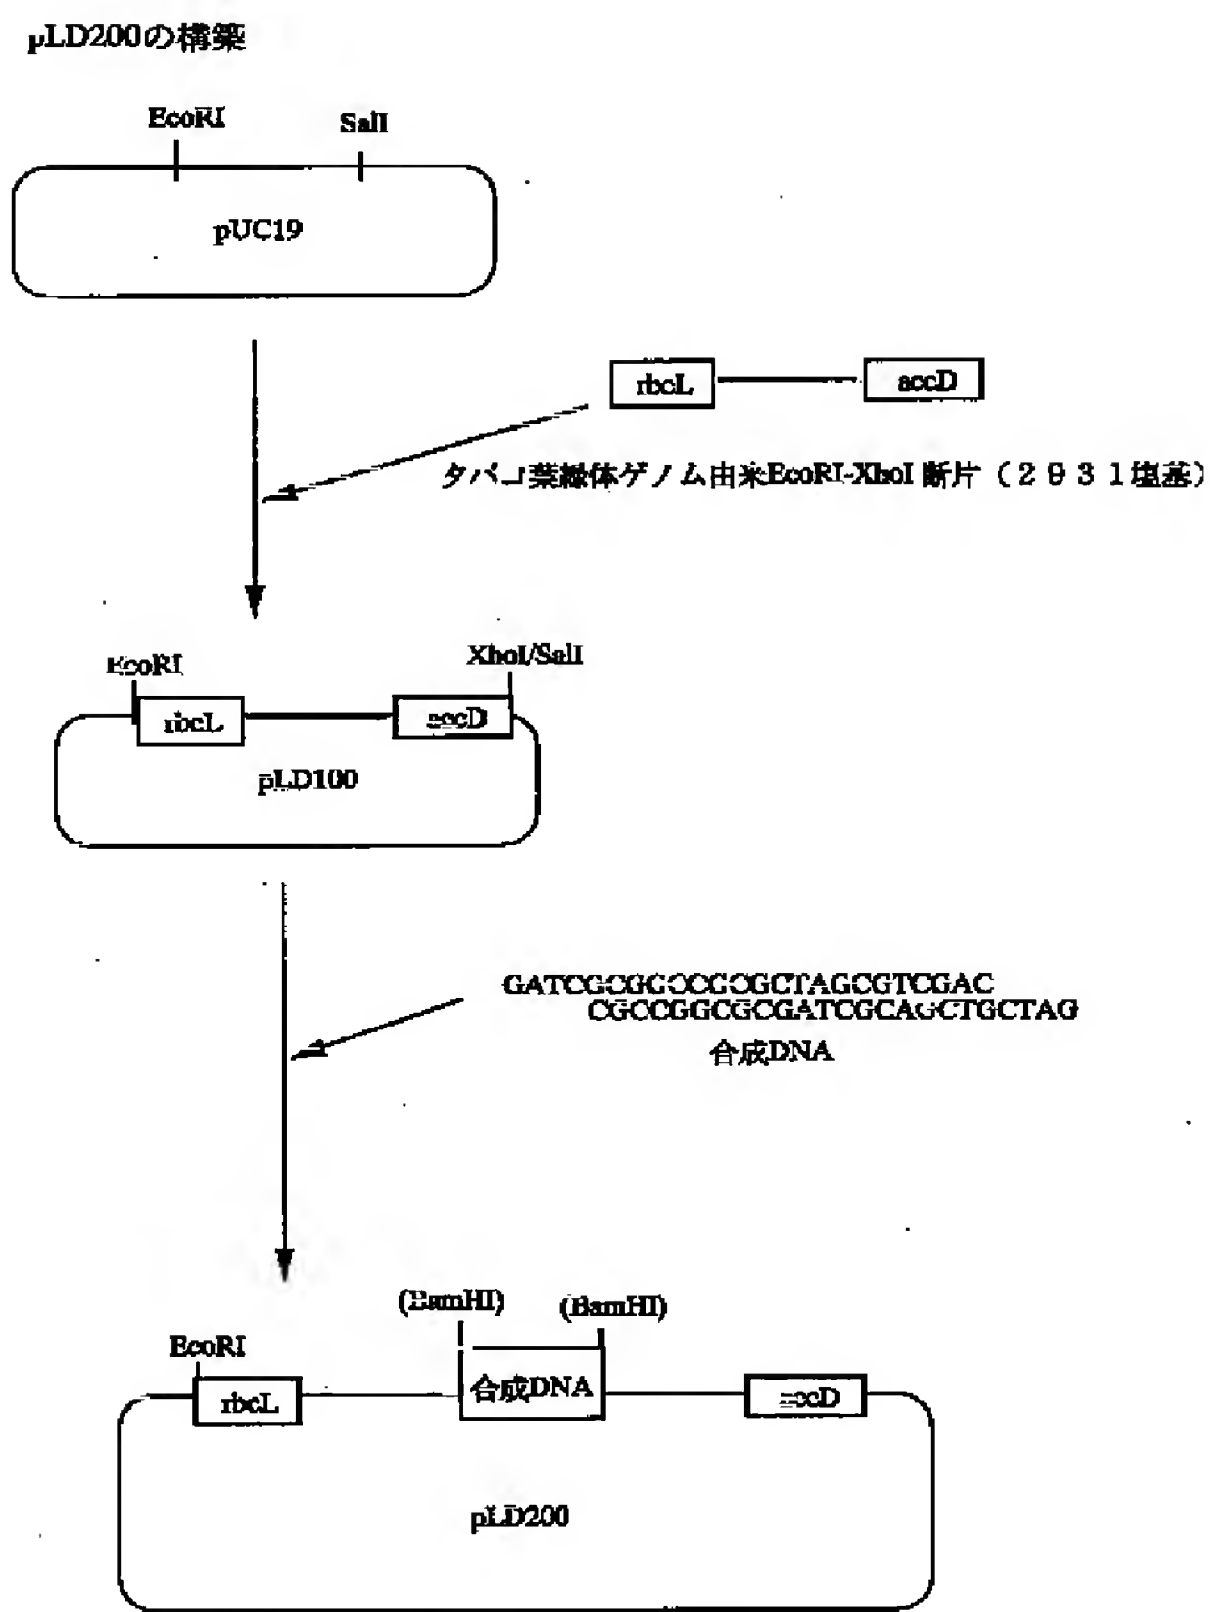 pLD200の構築
EcoRI
SalI
pUC19
rbcL
accD
タバコ葉緑体ゲノム由来EcoRI-XhoI 断片（２９３１塩基）
EcoRI
XhoI/SalI
rbcL
accD
pLD100
GATCGCGGCCGCGCTAGCGTCGAC
CGCCGGCGCGATCGCAGCTGCTAG
合成DNA
(BamHI)
(BamHI)
EcoRI
rbcL
合成DNA
accD
pLD200